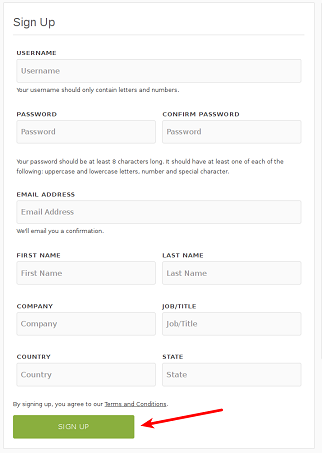 Sign Up
USERNAME
Username
Your username should only contain letters and numbers.
PASSWORD CONFIRM PASSWORD
Password Password
Your password should be at least 8 characters long. It should have at least one of each of the
following: uppercase and lowercase letters, number and special character.
EMAIL ADDRESS
Email Address
We'll email you a confirmation.
FIRST NAME LAST NAME
First Name Last Name
COMPANY JOB/TITLE
Company Job/Title
COUNTRY STATE
Country State
By signing up, you agree to our Terms and Conditions.
SIGN UP